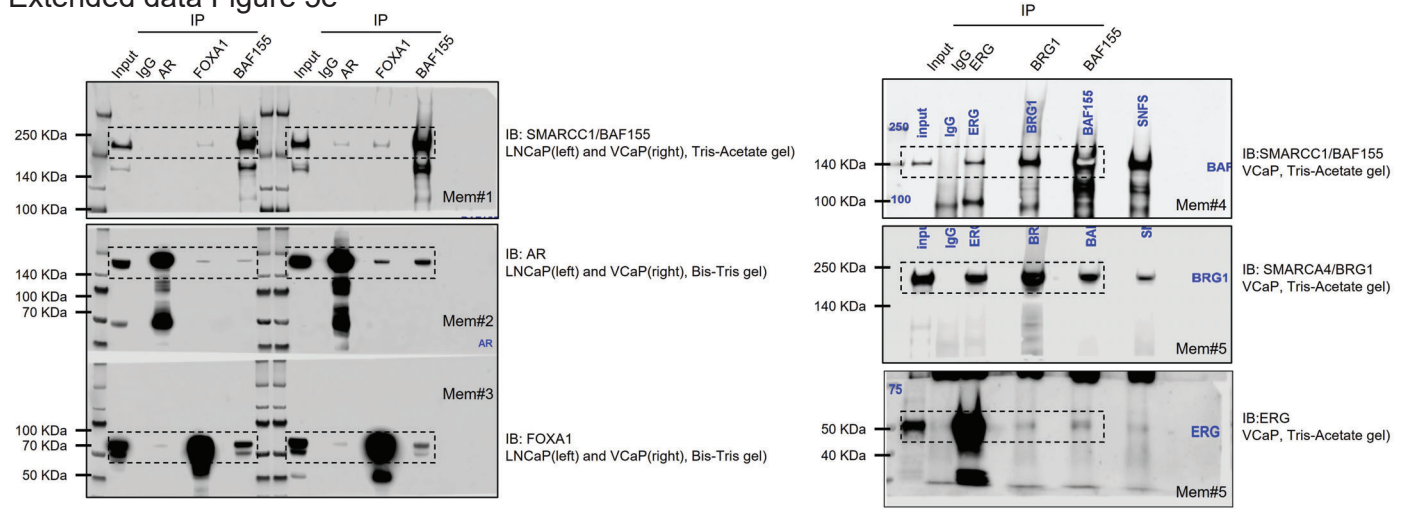 Extended data Figure 5e
IP
IP
Input
IgG
AR
FOXA1
BAF155
Input
IgG
AR
FOXA1
BAF155
250 KDa
140 KDa
100 KDa
Mem#1
IB: SMARCC1/BAF155
LNCaP(left) and VCaP(right), Tris-Acetate gel)
140 KDa
100 KDa
70 KDa
Mem#2
AR
IB: AR
LNCaP(left) and VCaP(right), Bis-Tris gel)
Mem#3
100 KDa
70 KDa
50 KDa
IB: FOXA1
LNCaP(left) and VCaP(right), Bis-Tris gel)
IP
Input
IgG
ERG
BRG1
BAF155
input
IgG
ERG
BRG1
BAF155
SNFS
250
140 KDa
100 KDa
100
BAF
Mem#4
IB:SMARCC1/BAF155
VCaP, Tris-Acetate gel)
IgG
250 KDa
140 KDa
BRG1
Mem#5
IB: SMARCA4/BRG1
VCaP, Tris-Acetate gel)
75
50 KDa
40 KDa
ERG
Mem#5
IB:ERG
VCaP, Tris-Acetate gel)